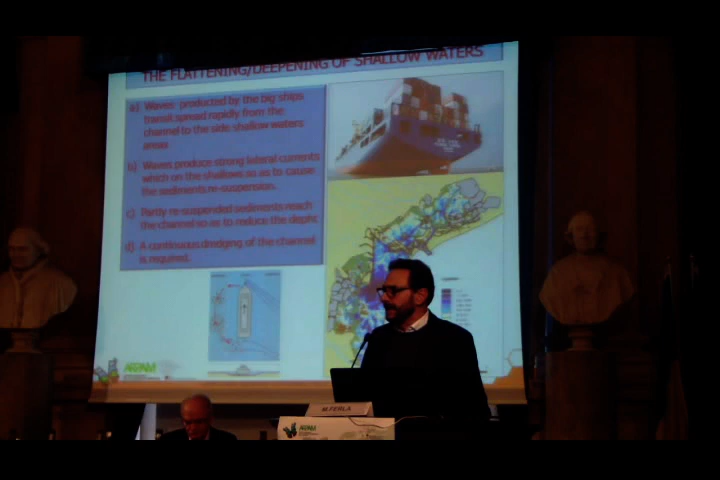 THE FLATTENING/DEEPENING OF SHALLOW WATERS
a) Waves producted by the big ships
transit spread rapidly from the
channel to the side shallow waters
areas
b) Waves produce strong lateral currents
which on the shallows so as to cause
the sediments re-suspension.
c) Partly re-suspended sediments reach
the channel so as to reduce the depht.
d) A continuous dredging of the channel
is required.
M.FERLA